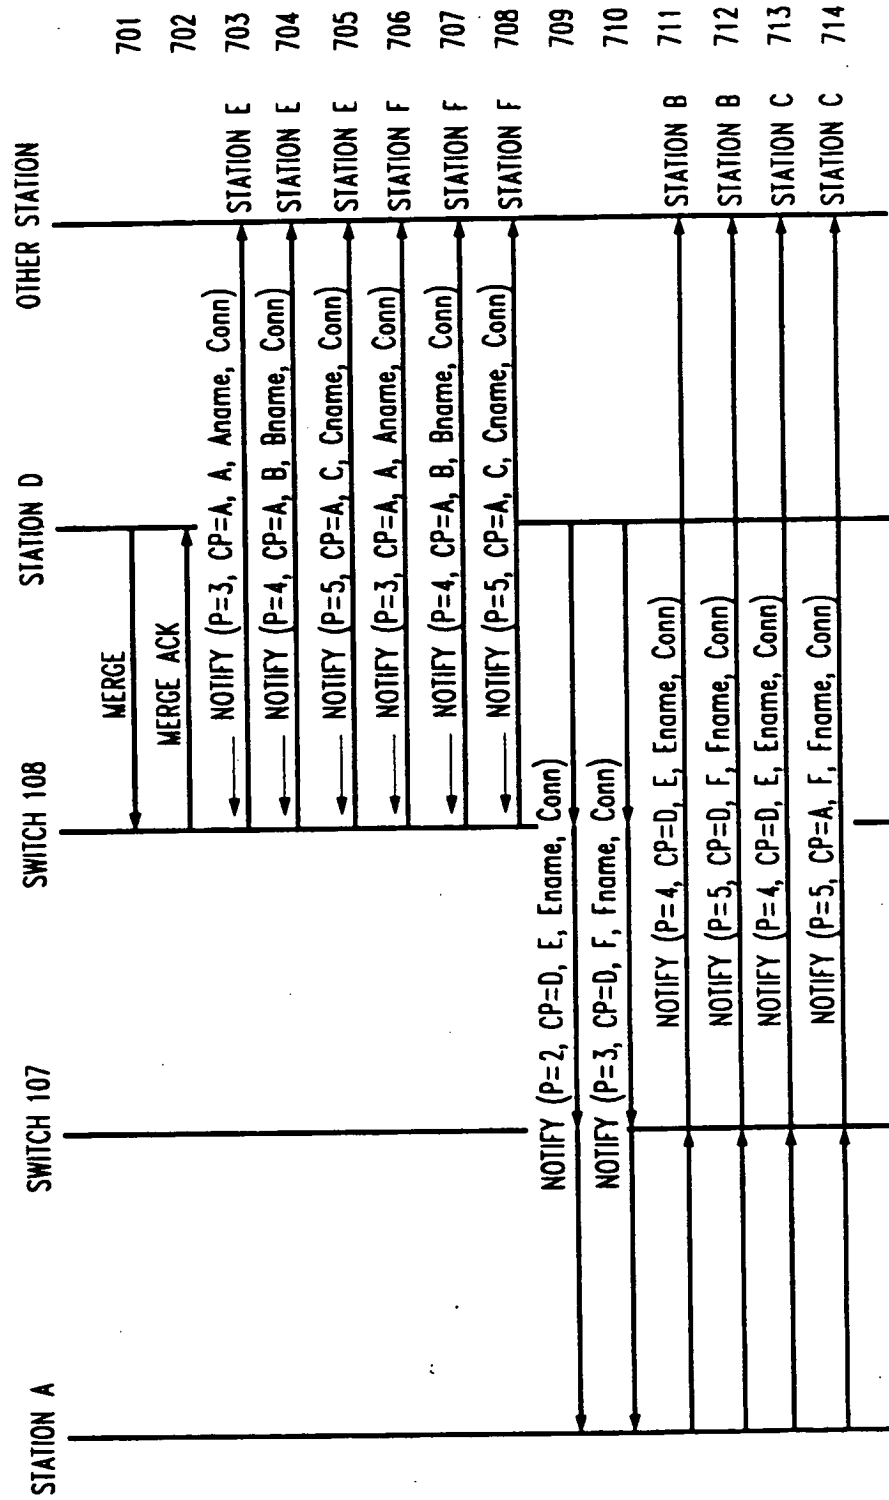 STATION A
SWITCH 107
SWITCH 108
STATION D
OTHER STATION
MERGE
701
MERGE ACK
702
NOTIFY (P=3, CP=A, A, Aname, Conn)
STATION E
703
NOTIFY (P=4, CP=A, B, Bname, Conn)
STATION E
704
NOTIFY (P=5, CP=A, C, Cname, Conn)
STATION E
705
NOTIFY (P=3, CP=A, A, Aname, Conn)
STATION F
706
NOTIFY (P=4, CP=A, B, Bname, Conn)
STATION F
707
NOTIFY (P=5, CP=A, C, Cname, Conn)
STATION F
708
NOTIFY (P=2, CP=D, E, Ename, Conn)
709
NOTIFY (P=3, CP=D, F, Fname, Conn)
710
NOTIFY (P=4, CP=D, E, Ename, Conn)
STATION B
711
NOTIFY (P=5, CP=D, F, Fname, Conn)
STATION B
712
NOTIFY (P=4, CP=D, E, Ename, Conn)
STATION C
713
NOTIFY (P=5, CP=A, F, Fname, Conn)
STATION C
714